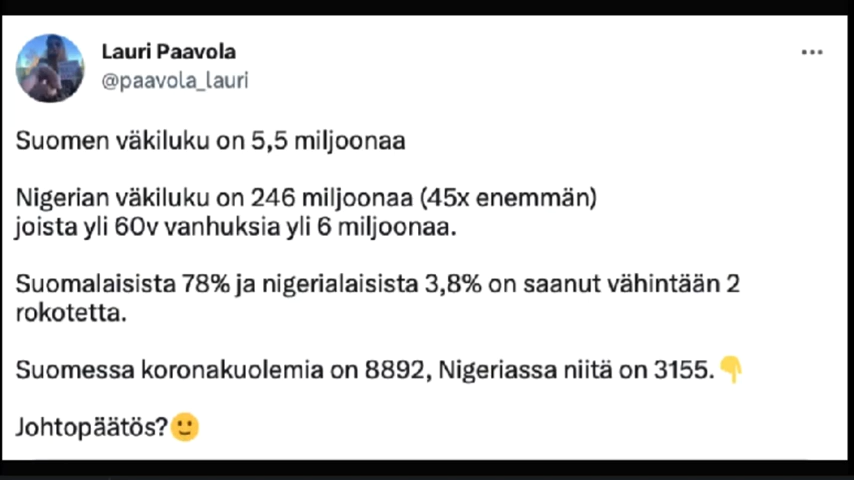 Lauri Paavola
@paavola_lauri
Suomen väkiluku on 5,5 miljoonaa
Nigerian väkiluku on 246 miljoonaa (45x enemmän)
joista yli 60v vanhuksia yli 6 miljoonaa.
Suomalaisista 78% ja nigerialaisista 3,8% on saanut vähintään 2
rokotetta.
Suomessa koronakuolemia on 8892, Nigeriassa niitä on 3155.👇
Johtopäätös?🙂